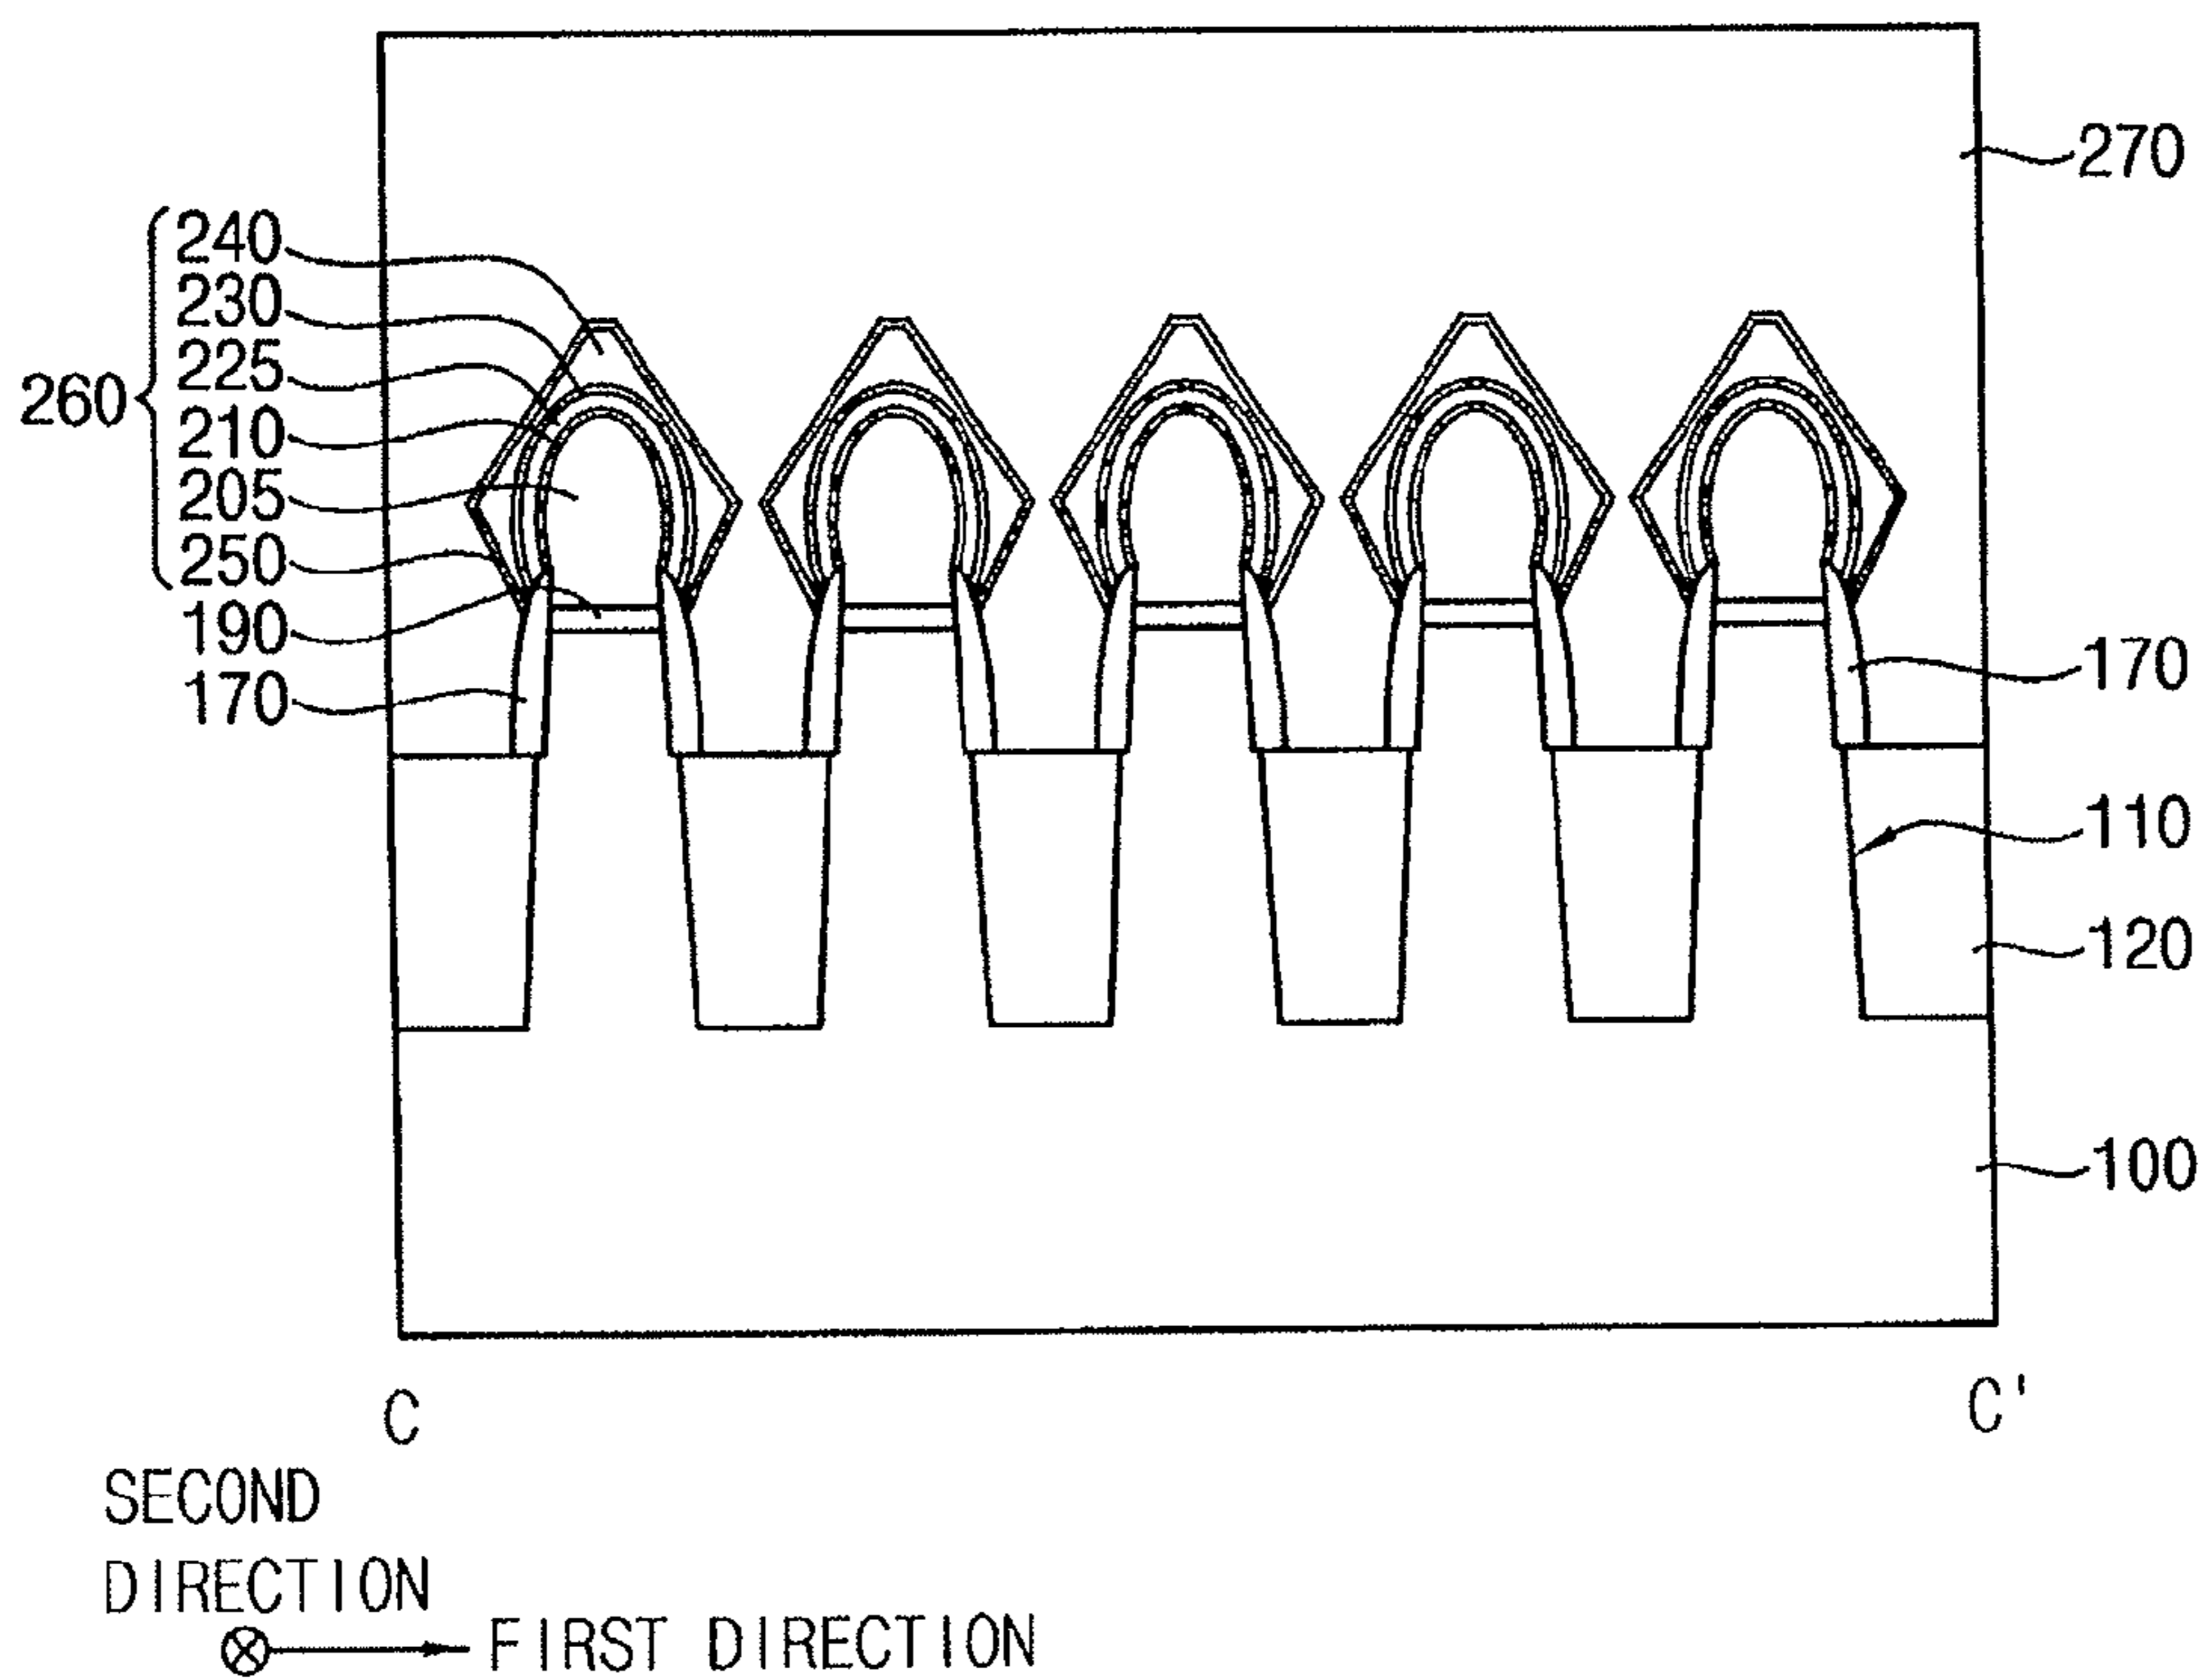 270
240
230
225
260
210
205
250
190
170
170
110
120
100
C
C'
SECOND
DIRECTION
FIRST DIRECTION